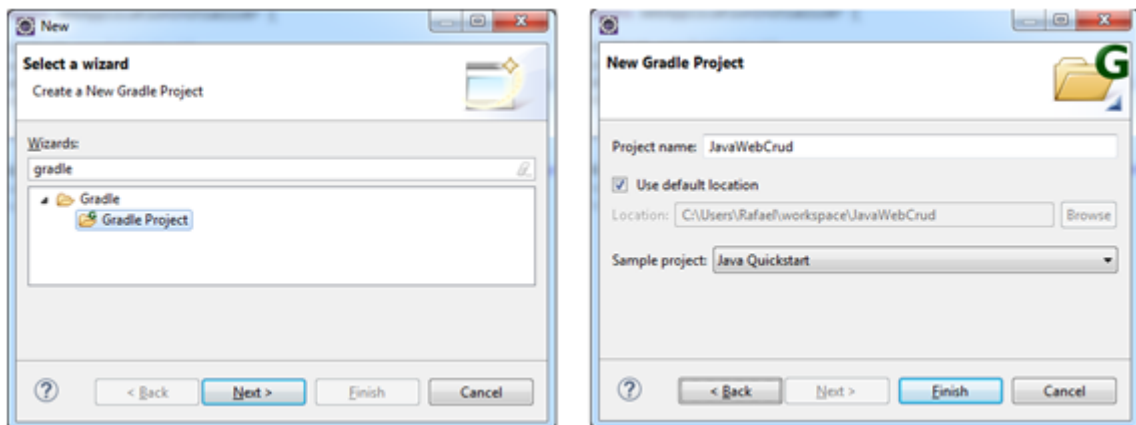 New
Select a wizard
Create a New Gradle Project
Wizards:
gradle
Gradle
Gradle Project
?
< Back
Next >
Finish
Cancel
New Gradle Project
G
Project name: JavaWebCrud
Use default location
Location: C:\Users\Rafael\workspace\JavaWebCrud Browse
Sample project: Java Quickstart
?
< Back
Next >
Finish
Cancel